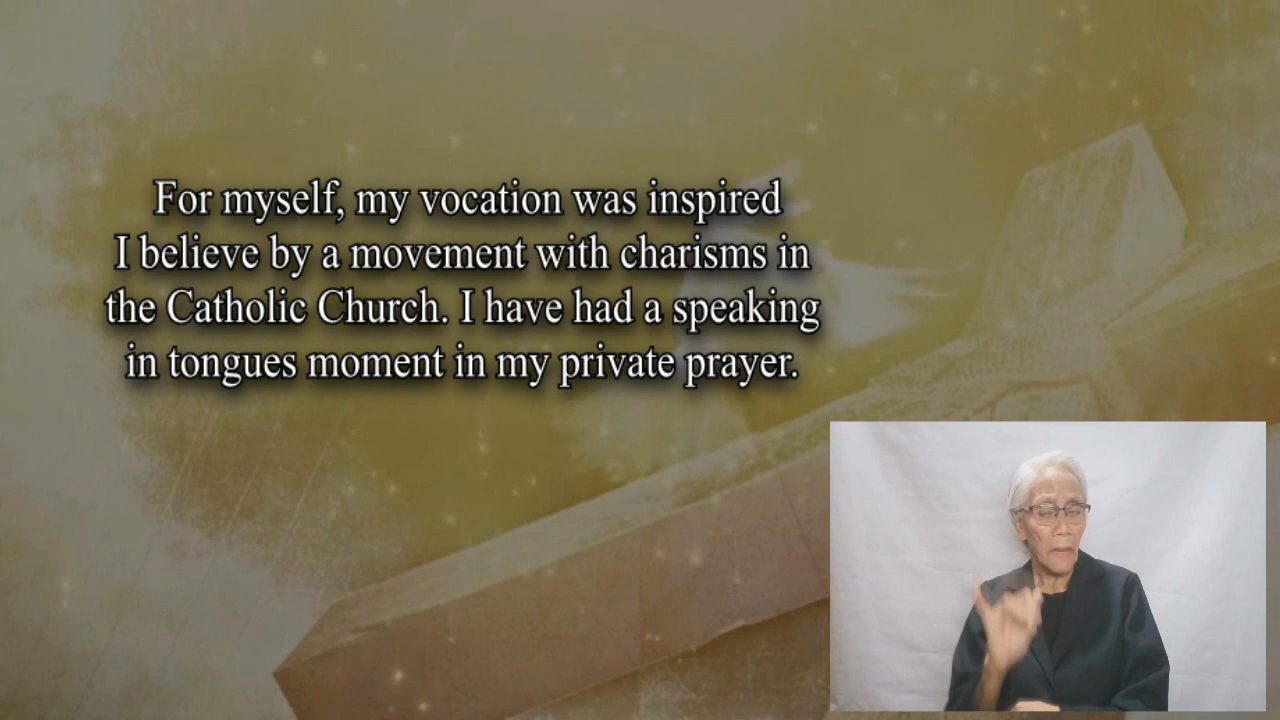 For myself, my vocation was inspired
I believe by a movement with charisms in
the Catholic Church. I have had a speaking
in tongues moment in my private prayer.